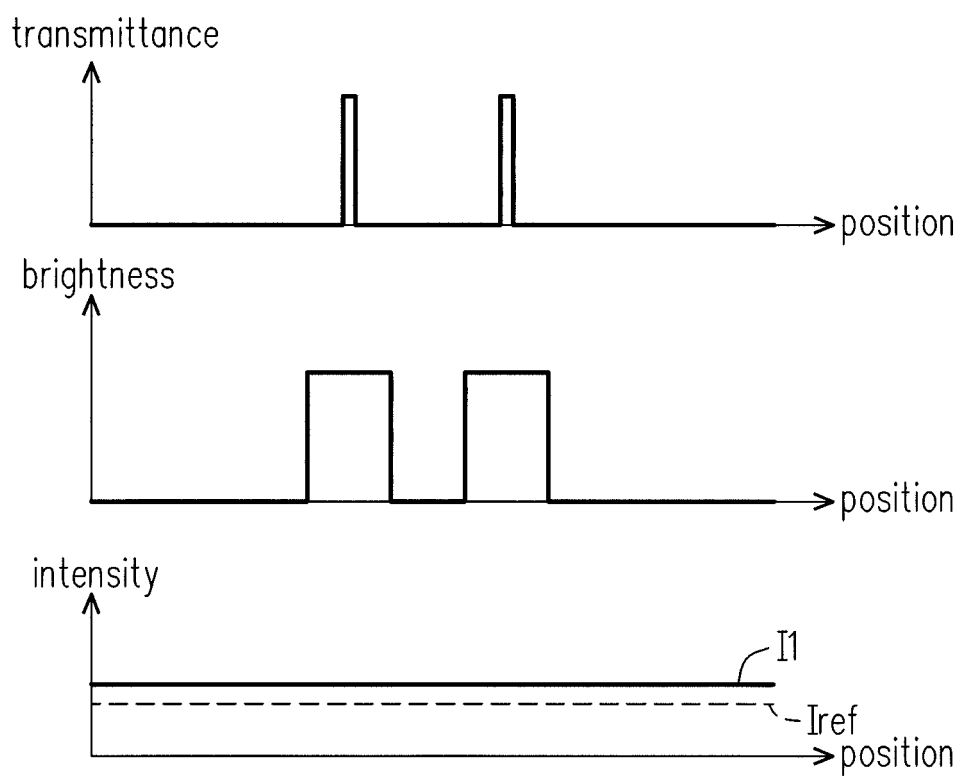 transmittance
position
brightness
position
intensity
I1
Iref
position